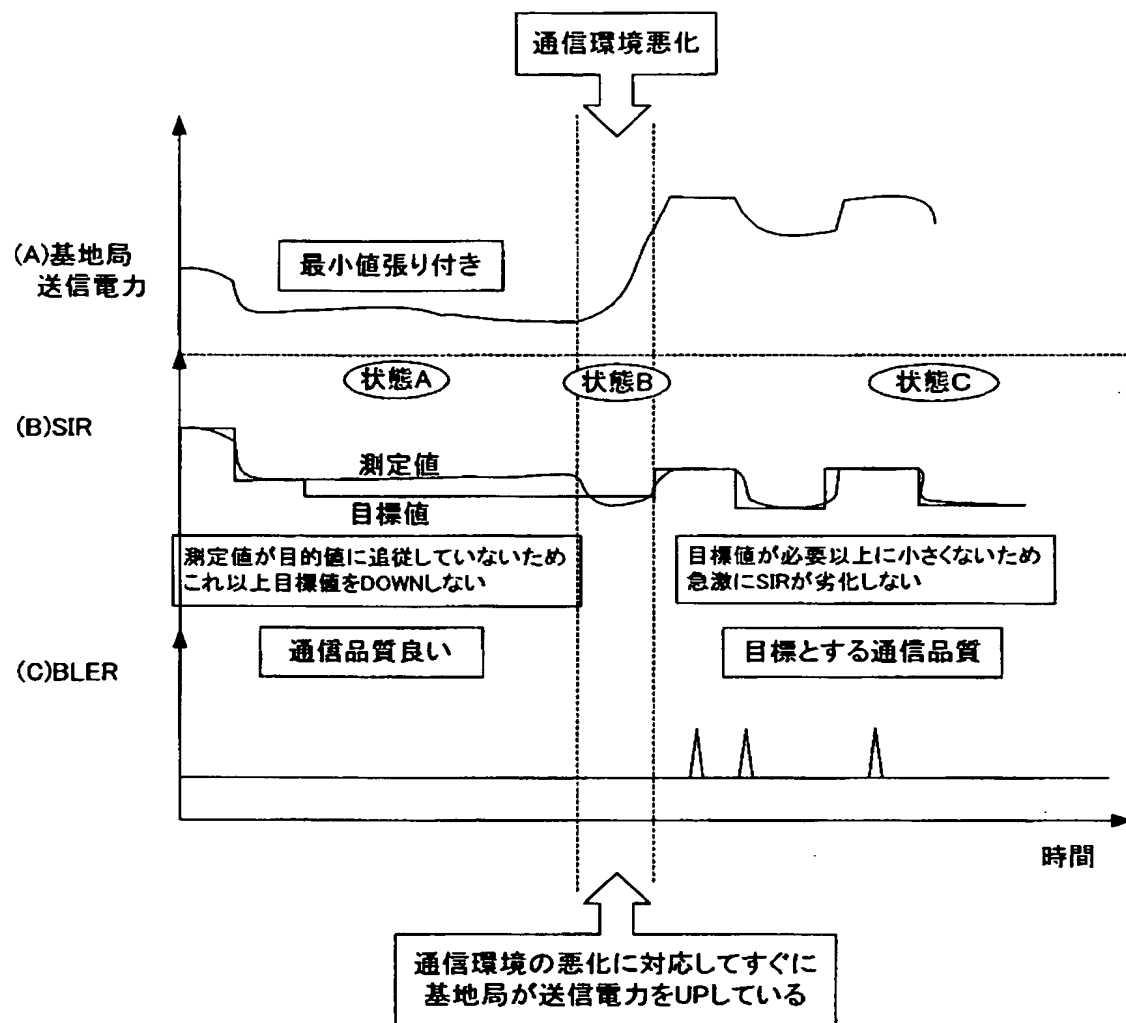 通信環境悪化
(A)基地局
送信電力
最小値張り付き
状態A
状態B
状態C
(B)SIR
測定値
目標値
測定値が目的値に追従していないため
これ以上目標値をDOWNしない
目標値が必要以上に小さくないため
急激にSIRが劣化しない
通信品質良い
目標とする通信品質
(C)BLER
時間
通信環境の悪化に対応してすぐに
基地局が送信電力をUPしている